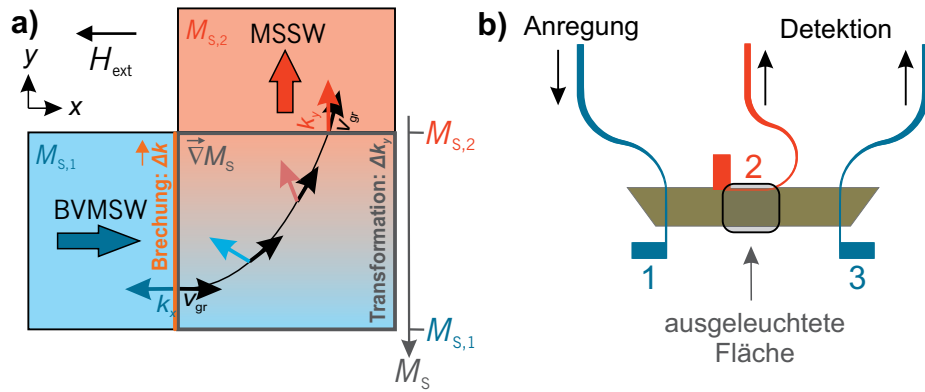 a)
H_ext
y
x
M_S,2
MSSW
k_y
v_gr
M_S,1
∇M_S
BVMSW
Brechung: Δk
Transformation: Δk_y
k_x
v_gr
M_S,2
M_S,1
M_S
b)
Anregung
Detektion
2
1
3
ausgeleuchtete
Fläche